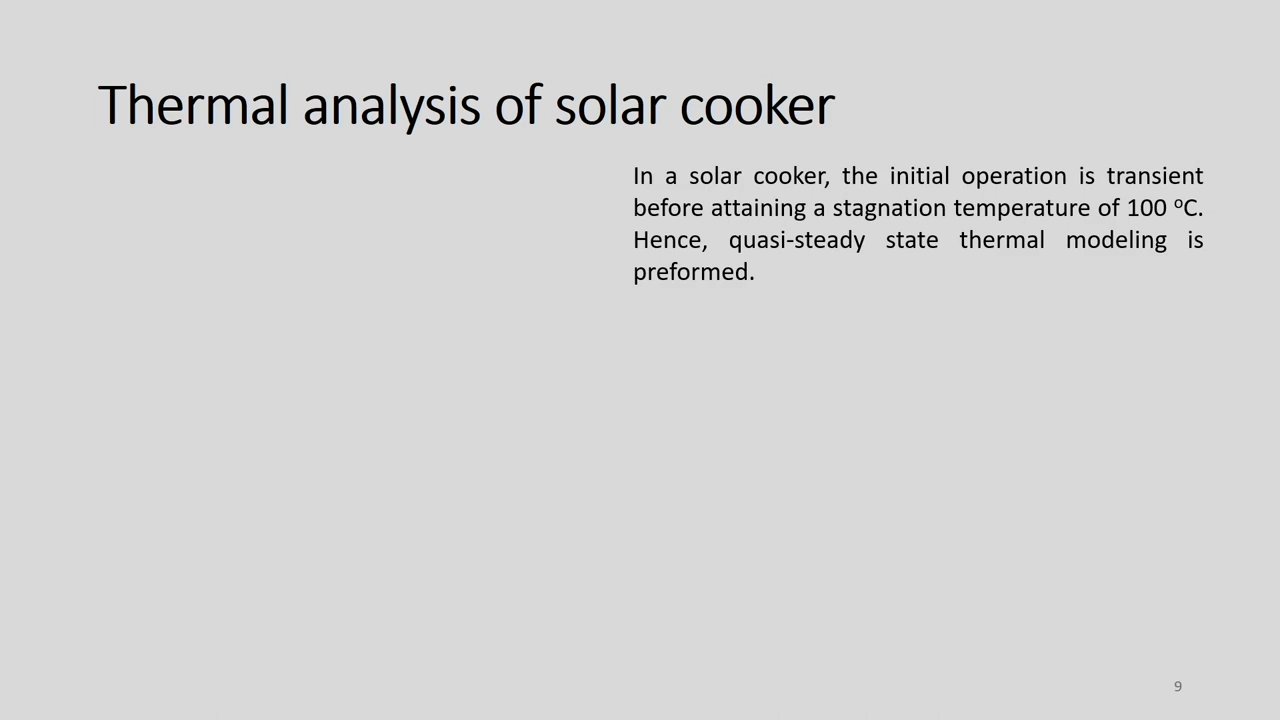 Thermal analysis of solar cooker
In a solar cooker, the initial operation is transient
before attaining a stagnation temperature of 100 ºC.
Hence, quasi-steady state thermal modeling is
preformed.
9